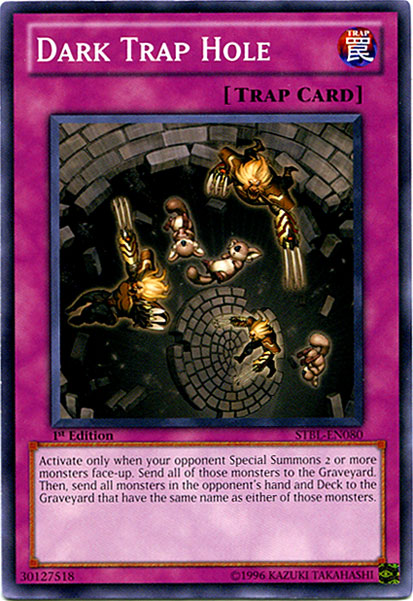 DARK TRAP HOLE
TRAP
罠
[TRAP CARD]
1st Edition
STBL-EN080
Activate only when your opponent Special Summons 2 or more
monsters face-up. Send all of those monsters to the Graveyard.
Then, send all monsters in the opponent's hand and Deck to the
Graveyard that have the same name as either of those monsters.
30127518
©1996 KAZUKI TAKAHASHI